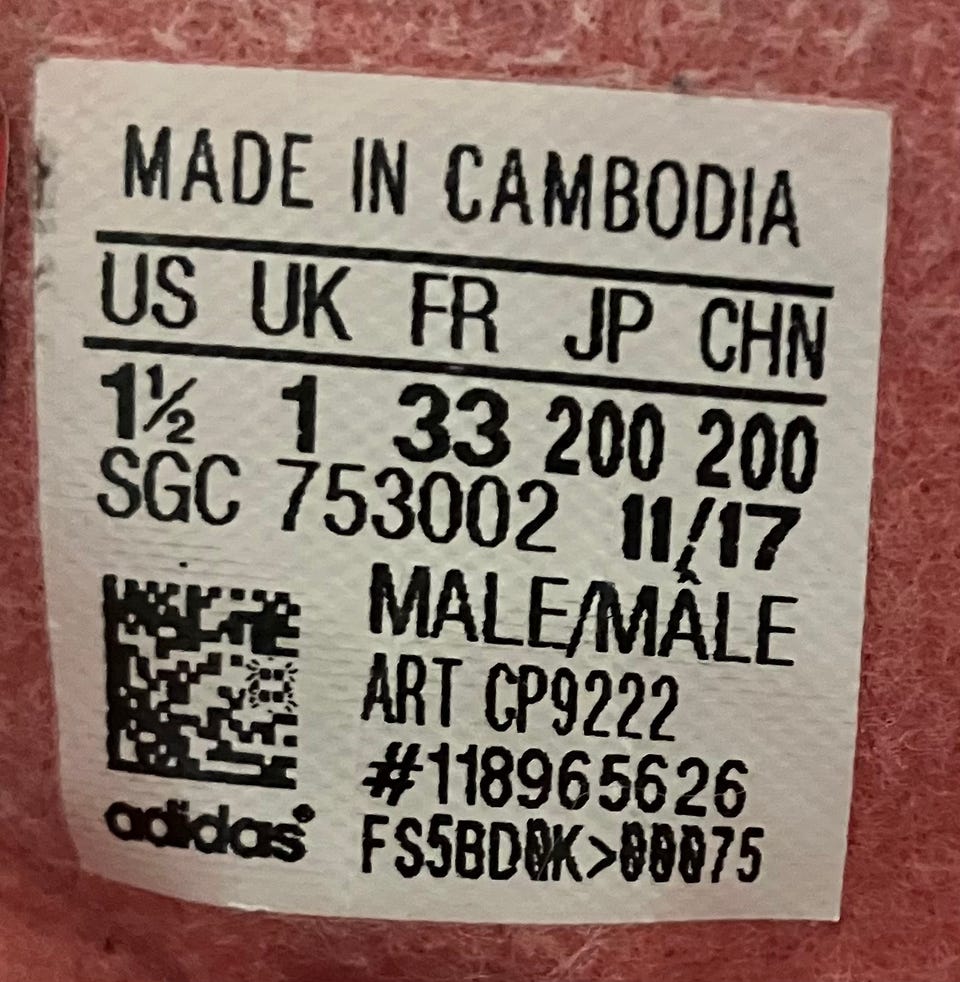 MADE IN CAMBODIA
US UK FR JP CHN
1½ 1 33 200 200
SGC 753002 11/17
MALE/MÂLE
ART CP9222
#118965626
FS5BD0K>00075
adidas®